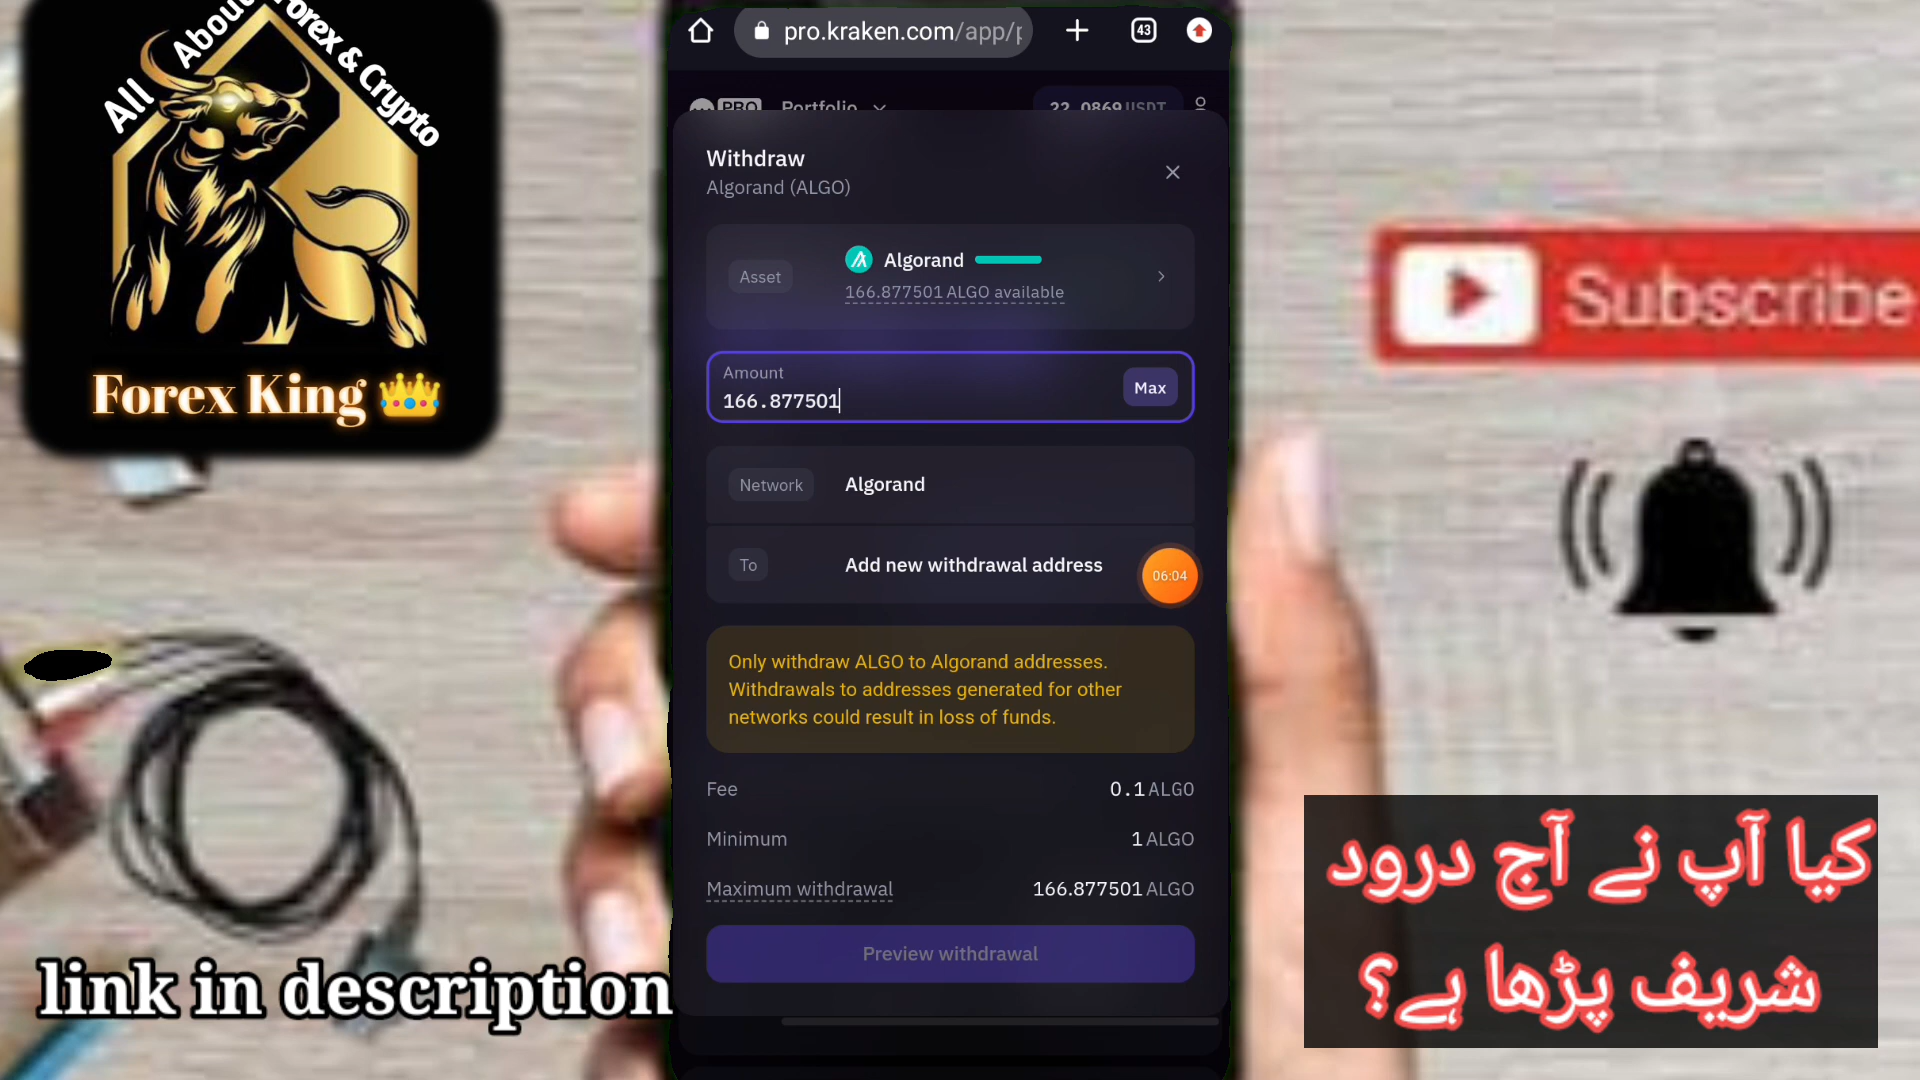 All About Forex & Crypto
Forex King
link in description
pro.kraken.com/app/p
43
PRO Portfolio
22.0869 USDT
Withdraw
Algorand (ALGO)
Asset
Algorand
166.877501 ALGO available
Amount
166.877501
Max
Network
Algorand
To
Add new withdrawal address
06:04
Only withdraw ALGO to Algorand addresses.
Withdrawals to addresses generated for other
networks could result in loss of funds.
Fee
0.1 ALGO
Minimum
1 ALGO
Maximum withdrawal
166.877501 ALGO
Preview withdrawal
Subscribe
کیا آپ نے آج درود
شریف پڑھا ہے؟